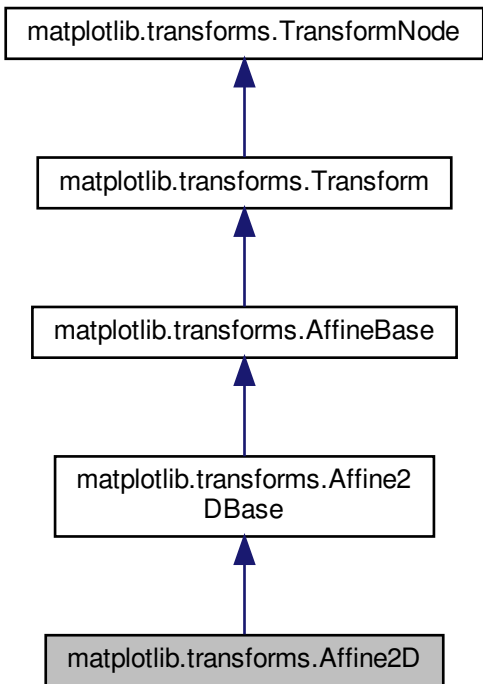 matplotlib.transforms.TransformNode
matplotlib.transforms.Transform
matplotlib.transforms.AffineBase
matplotlib.transforms.Affine2
DBase
matplotlib.transforms.Affine2D